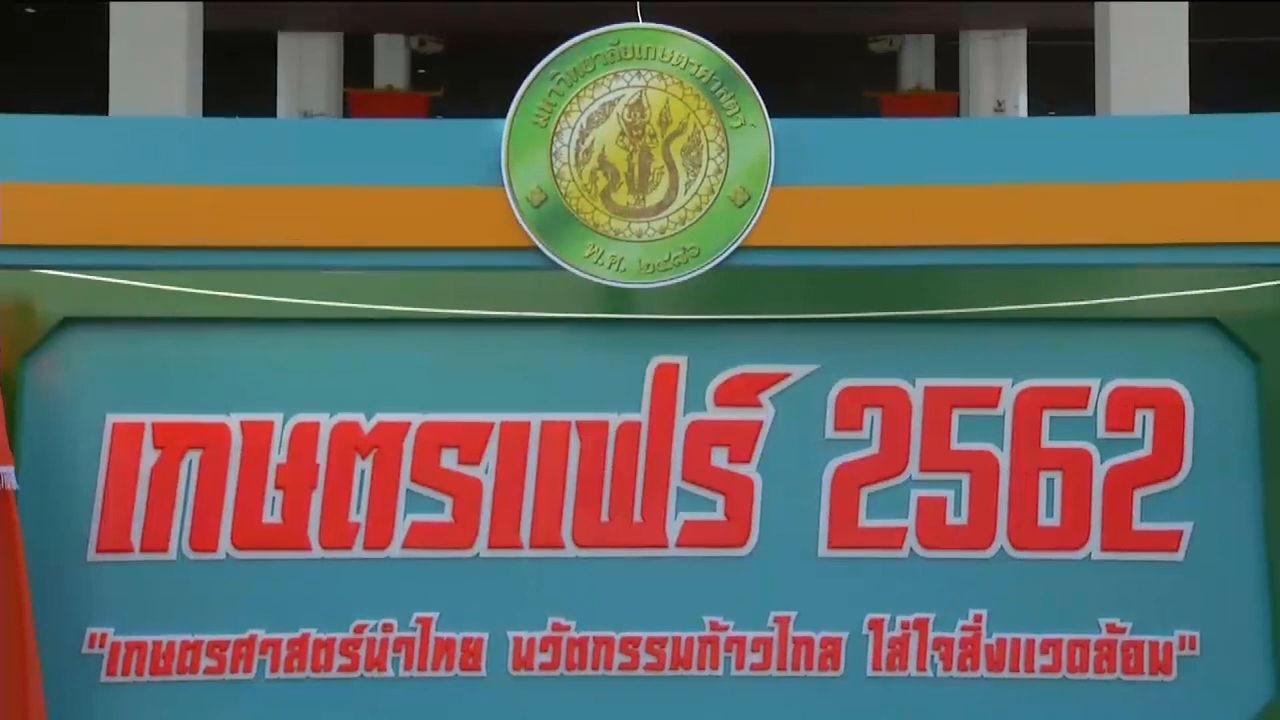 มหาวิทยาลัยเกษตรศาสตร์
พ.ศ. ๒๔๘๖
เกษตรแฟร์ 2562
"เกษตรศาสตร์นำไทย นวัตกรรมก้าวไกล ใส่ใจสิ่งแวดล้อม"